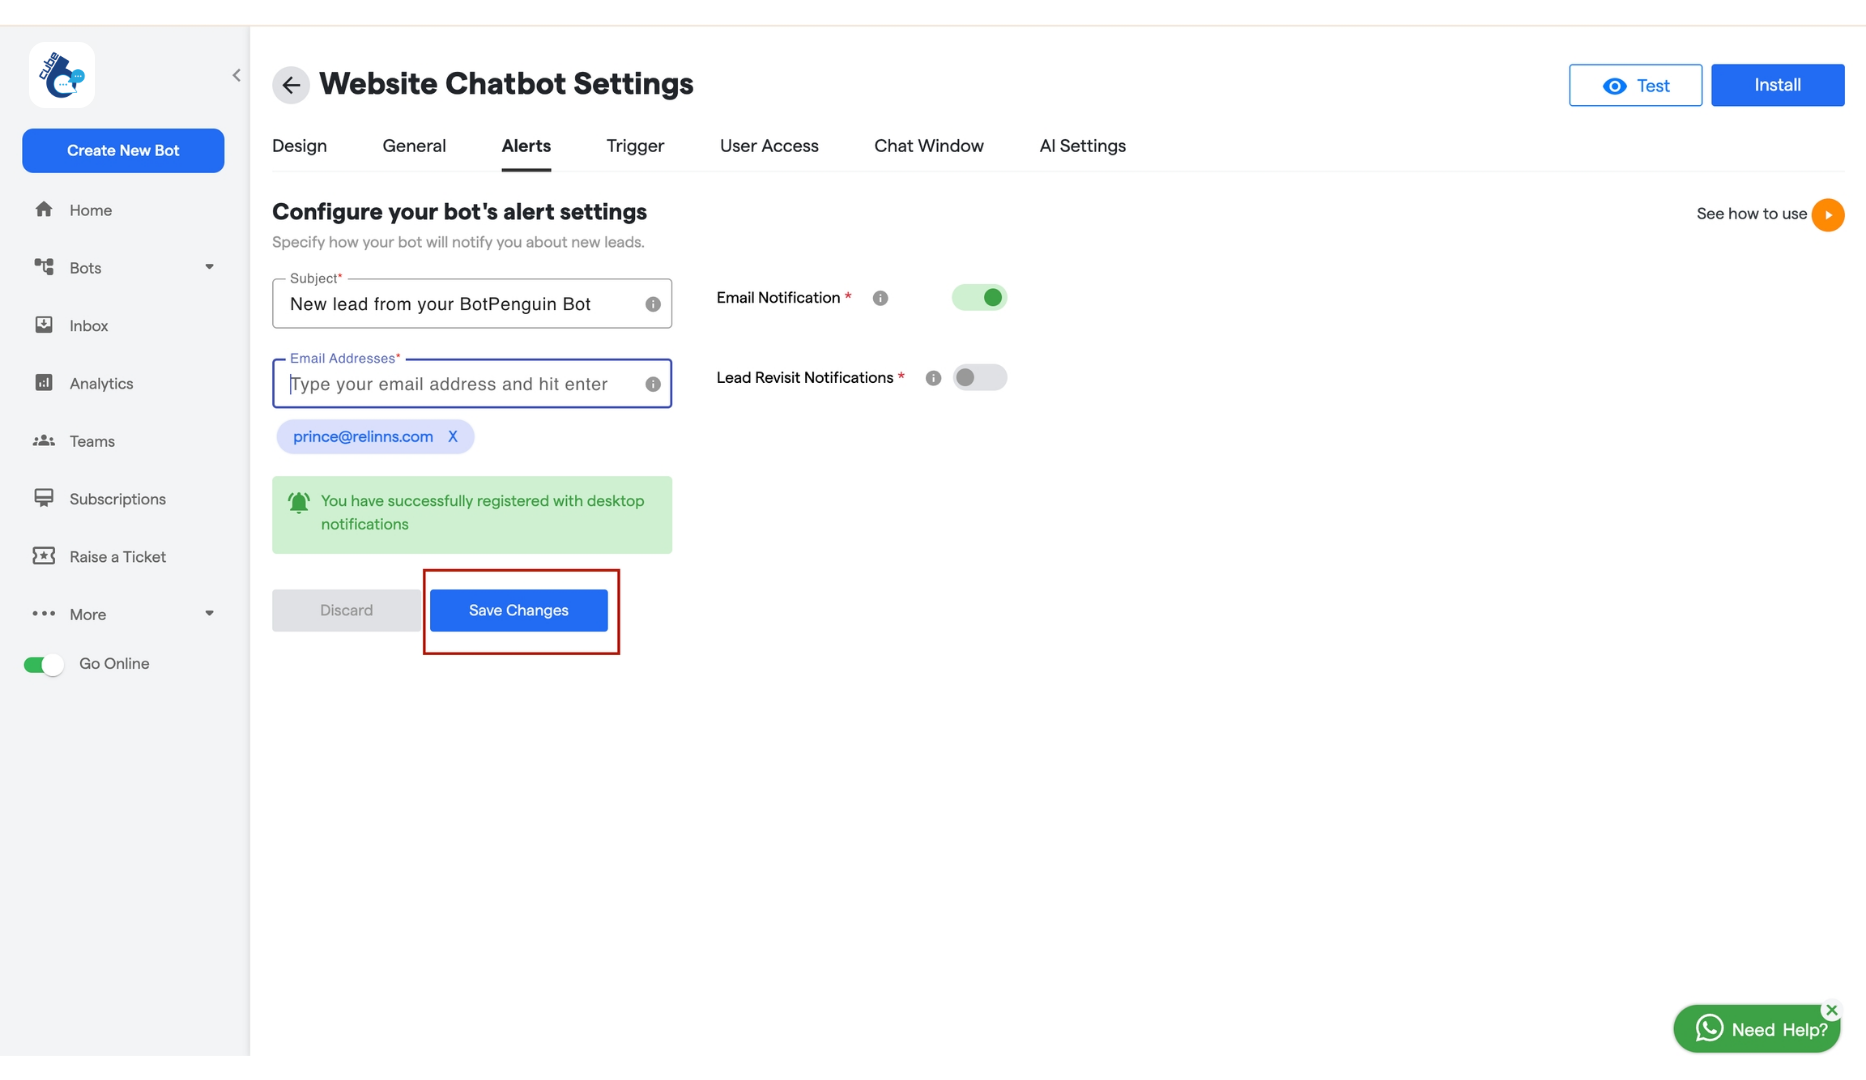 cube
Create New Bot
Home
Bots
Inbox
Analytics
Teams
Subscriptions
Raise a Ticket
More
Go Online
Website Chatbot Settings
Test
Install
Design
General
Alerts
Trigger
User Access
Chat Window
AI Settings
Configure your bot's alert settings
See how to use
Specify how your bot will notify you about new leads.
Subject*
New lead from your BotPenguin Bot
Email Notification *
Email Addresses*
Type your email address and hit enter
Lead Revisit Notifications *
prince@relinns.com X
You have successfully registered with desktop
notifications
Discard
Save Changes
Need Help?